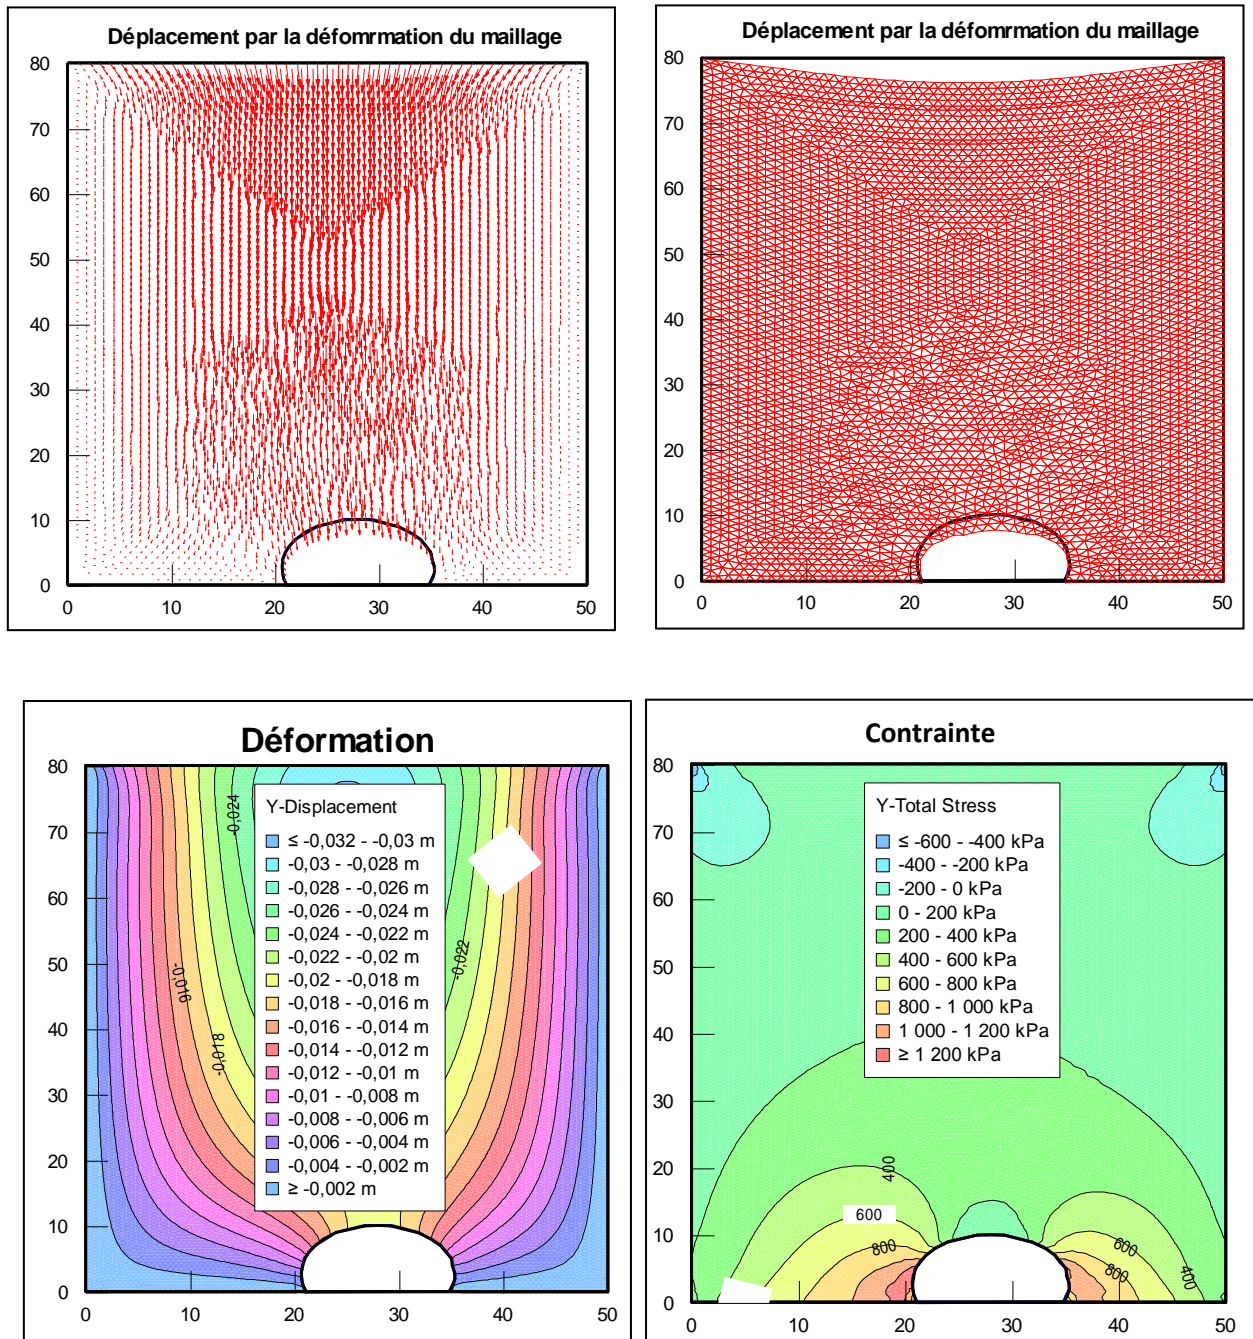 Déplacement par la défomrmation du maillage
80
70
60
50
40
30
20
10
0
0 10 20 30 40 50
Déplacement par la défomrmation du maillage
80
70
60
50
40
30
20
10
0
0 10 20 30 40 50
Déformation
80
70
60
50
40
30
20
10
0
0 10 20 30 40 50
-0,024
-0,022
-0,016
-0,018
Y-Displacement
≤ -0,032 - -0,03 m
-0,03 - -0,028 m
-0,028 - -0,026 m
-0,026 - -0,024 m
-0,024 - -0,022 m
-0,022 - -0,02 m
-0,02 - -0,018 m
-0,018 - -0,016 m
-0,016 - -0,014 m
-0,014 - -0,012 m
-0,012 - -0,01 m
-0,01 - -0,008 m
-0,008 - -0,006 m
-0,006 - -0,004 m
-0,004 - -0,002 m
≥ -0,002 m
Contrainte
80
70
60
50
40
30
20
10
0
0 10 20 30 40 50
Y-Total Stress
≤ -600 - -400 kPa
-400 - -200 kPa
-200 - 0 kPa
0 - 200 kPa
200 - 400 kPa
400 - 600 kPa
600 - 800 kPa
800 - 1 000 kPa
1 000 - 1 200 kPa
≥ 1 200 kPa
400
600
800
600
800
400